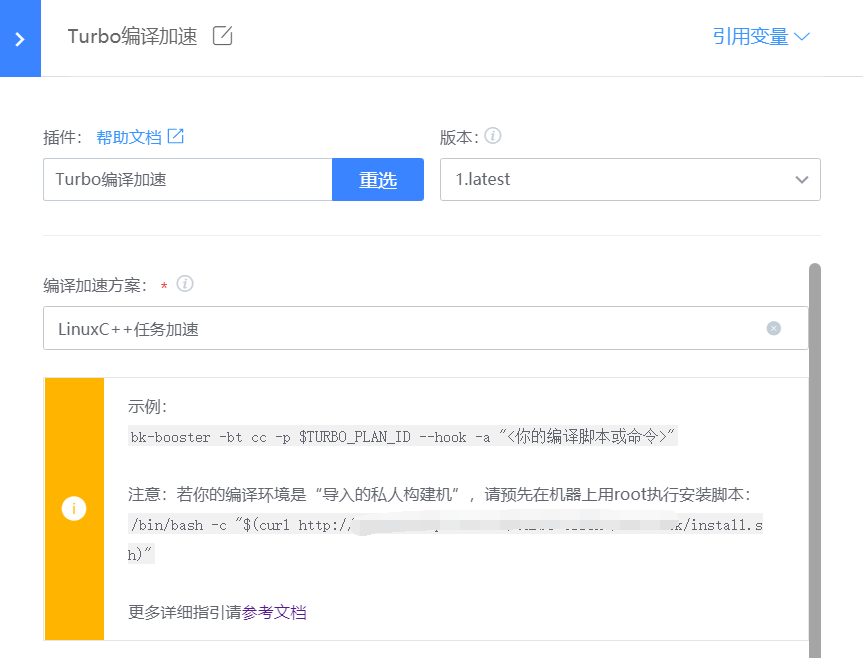 Turbo编译加速
引用变量
插件： 帮助文档
版本：
Turbo编译加速
重选
1.latest
编译加速方案： *
LinuxC++任务加速
示例：
bk-booster -bt cc -p $TURBO_PLAN_ID --hook -a "<你的编译脚本或命令>"
注意：若你的编译环境是“导入的私人构建机”，请预先在机器上用root执行安装脚本：
/bin/bash -c "$(curl http:/ /install.s
h)"
更多详细指引请参考文档